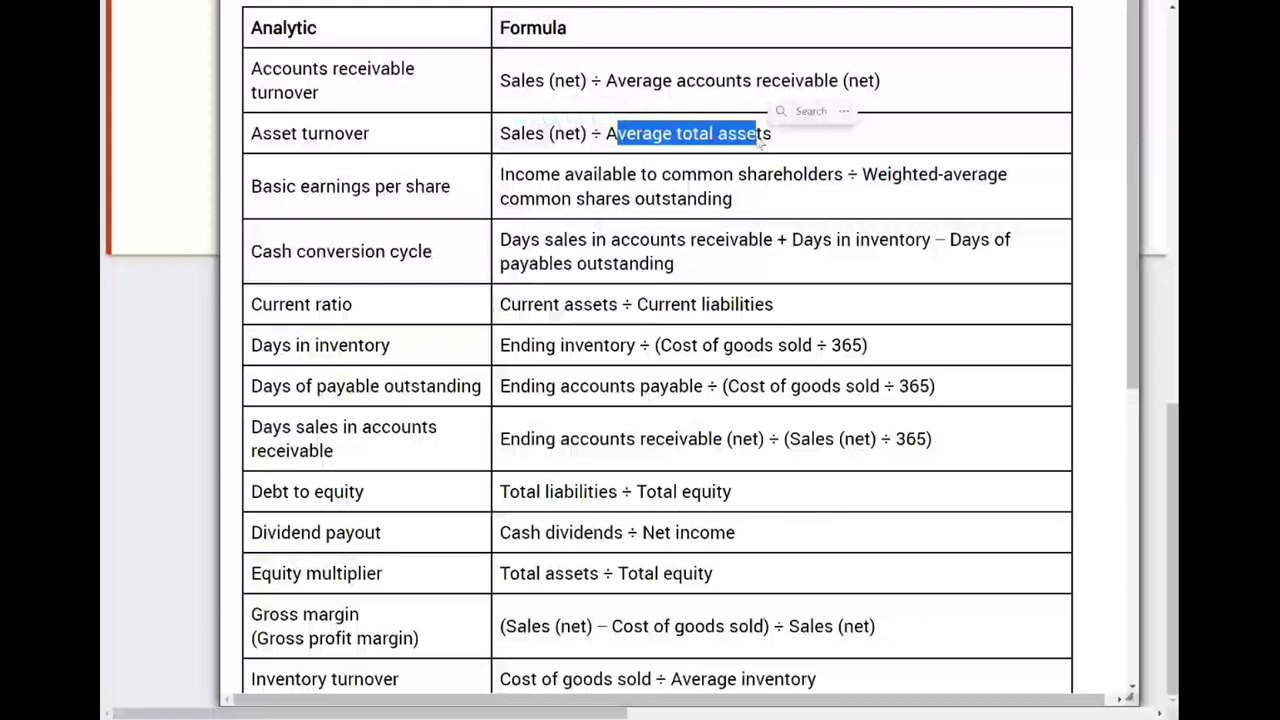 Analytic
Formula
Accounts receivable
turnover
Sales (net) ÷ Average accounts receivable (net)
Search ···
Asset turnover
Sales (net) ÷ Average total assets
Basic earnings per share
Income available to common shareholders ÷ Weighted-average
common shares outstanding
Cash conversion cycle
Days sales in accounts receivable + Days in inventory − Days of
payables outstanding
Current ratio
Current assets ÷ Current liabilities
Days in inventory
Ending inventory ÷ (Cost of goods sold ÷ 365)
Days of payable outstanding
Ending accounts payable ÷ (Cost of goods sold ÷ 365)
Days sales in accounts
receivable
Ending accounts receivable (net) ÷ (Sales (net) ÷ 365)
Debt to equity
Total liabilities ÷ Total equity
Dividend payout
Cash dividends ÷ Net income
Equity multiplier
Total assets ÷ Total equity
Gross margin
(Gross profit margin)
(Sales (net) − Cost of goods sold) ÷ Sales (net)
Inventory turnover
Cost of goods sold ÷ Average inventory